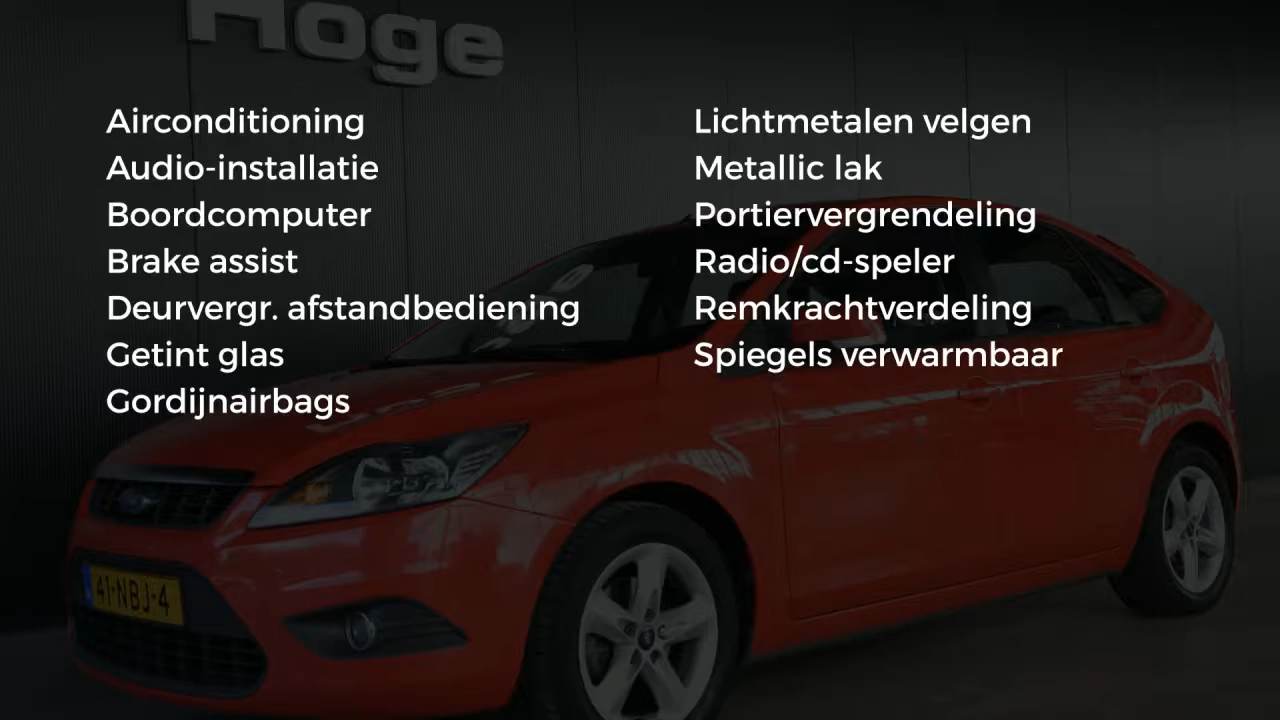 Hoge
Airconditioning
Audio-installatie
Boordcomputer
Brake assist
Deurvergr. afstandbediening
Getint glas
Gordijnairbags
Lichtmetalen velgen
Metallic lak
Portiervergrendeling
Radio/cd-speler
Remkrachtverdeling
Spiegels verwarmbaar
41-NBJ-4